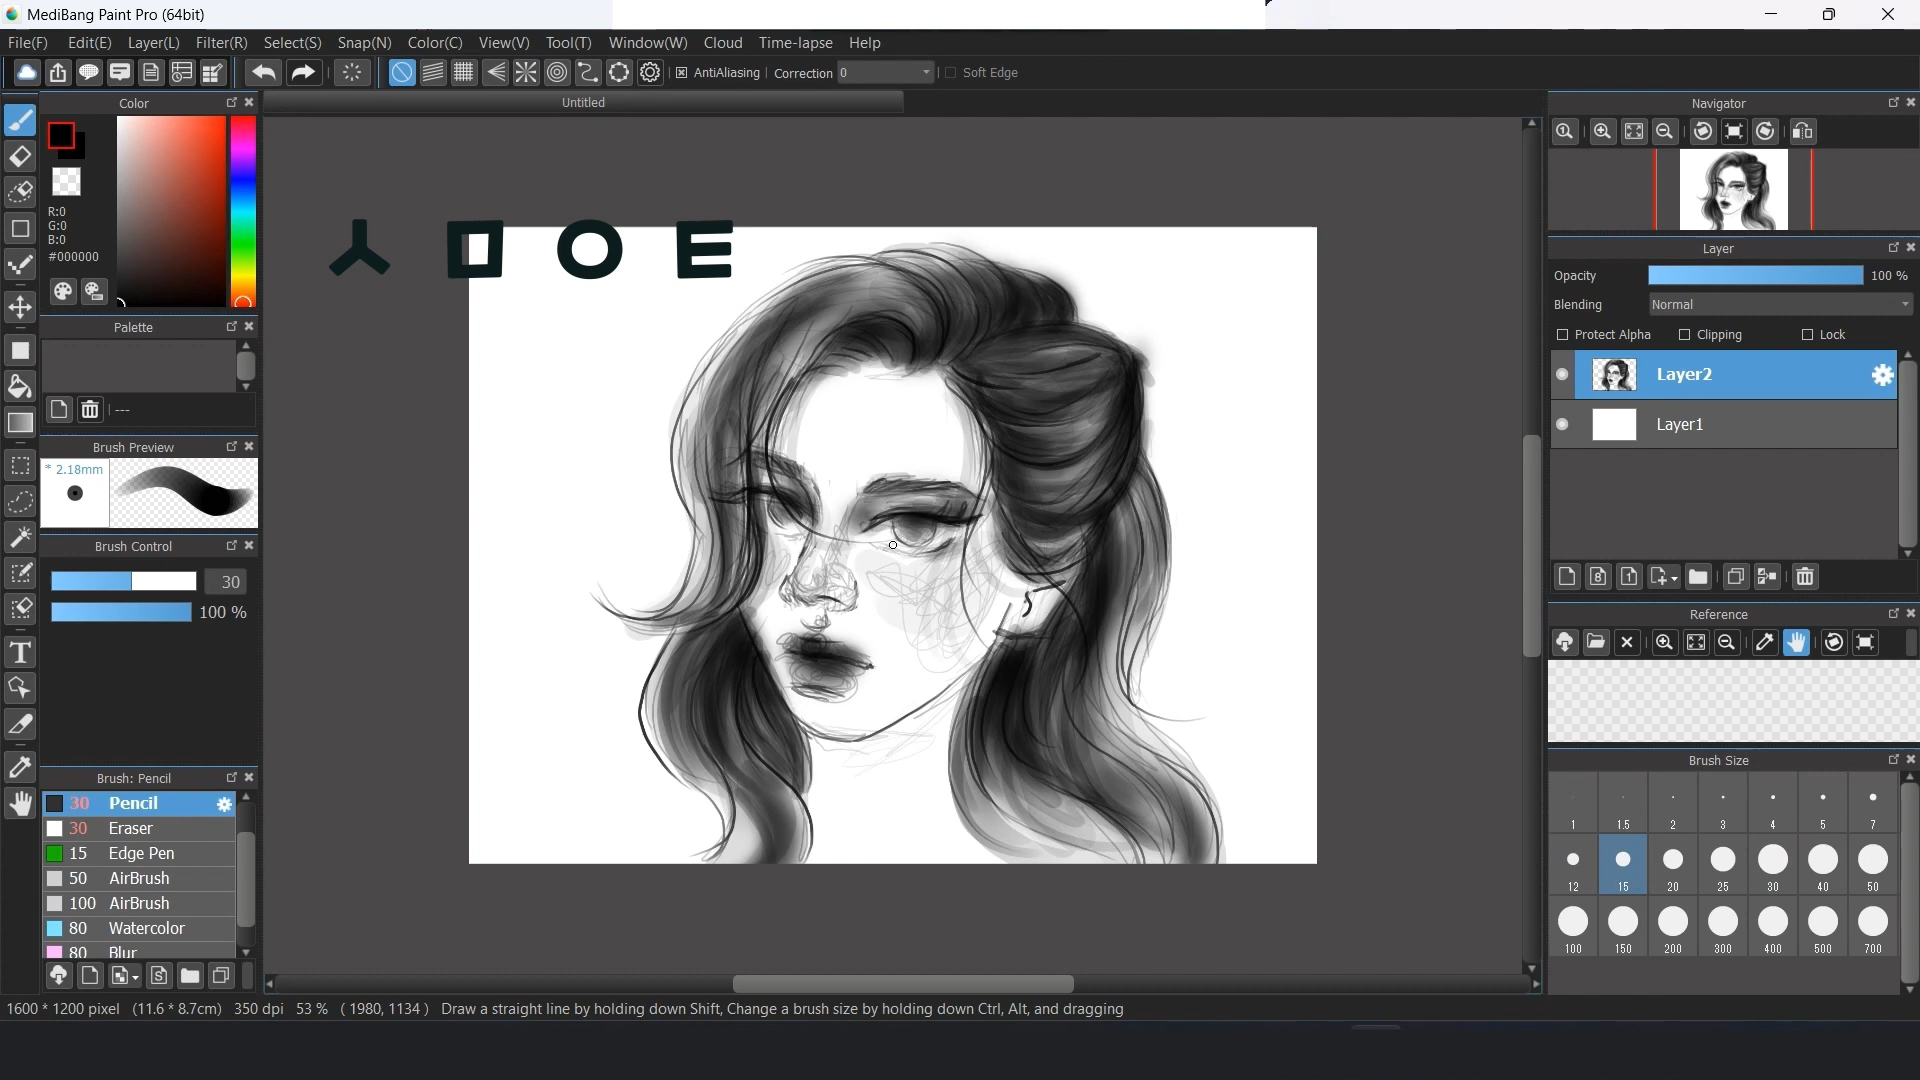 MediBang Paint Pro (64bit)
File(F) Edit(E) Layer(L) Filter(R) Select(S) Snap(N) Color(C) View(V) Tool(T) Window(W) Cloud Time-lapse Help
AntiAliasing Correction 0 Soft Edge
Untitled
Color
R:0
G:0
B:0
#000000
Palette
---
Brush Preview
* 2.18mm
Brush Control
30
100 %
Brush: Pencil
30 Pencil
30 Eraser
15 Edge Pen
50 AirBrush
100 AirBrush
80 Watercolor
80 Blur
ㅅㅁㅇㅌ
Navigator
Layer
Opacity 100 %
Blending Normal
Protect Alpha Clipping Lock
Layer2
Layer1
Reference
Brush Size
1 1.5 2 3 4 5 7
12 15 20 25 30 40 50
100 150 200 300 400 500 700
1600 * 1200 pixel (11.6 * 8.7cm) 350 dpi 53 % ( 1980, 1134 ) Draw a straight line by holding down Shift, Change a brush size by holding down Ctrl, Alt, and dragging